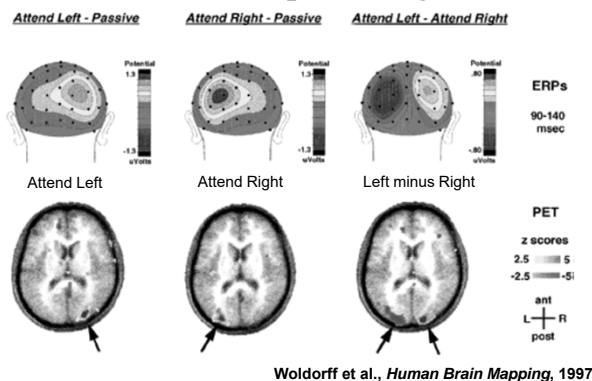 Attend Left - Passive
Attend Right - Passive
Attend Left - Attend Right
Potential
1.3
-1.3
uVolts
Potential
1.3
-1.3
uVolts
Potential
.80
-.80
uVolts
ERPs
90-140
msec
Attend Left
Attend Right
Left minus Right
PET
z scores
2.5 5
-2.5 -5
ant
L R
post
Woldorff et al., Human Brain Mapping, 1997